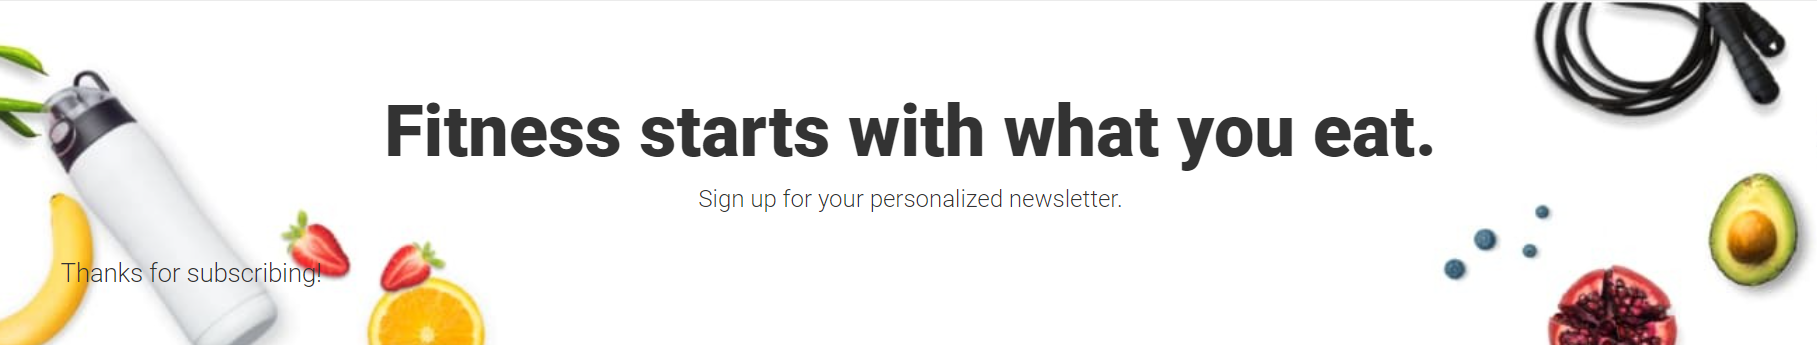 Fitness starts with what you eat.
Sign up for your personalized newsletter.
Thanks for subscribing!